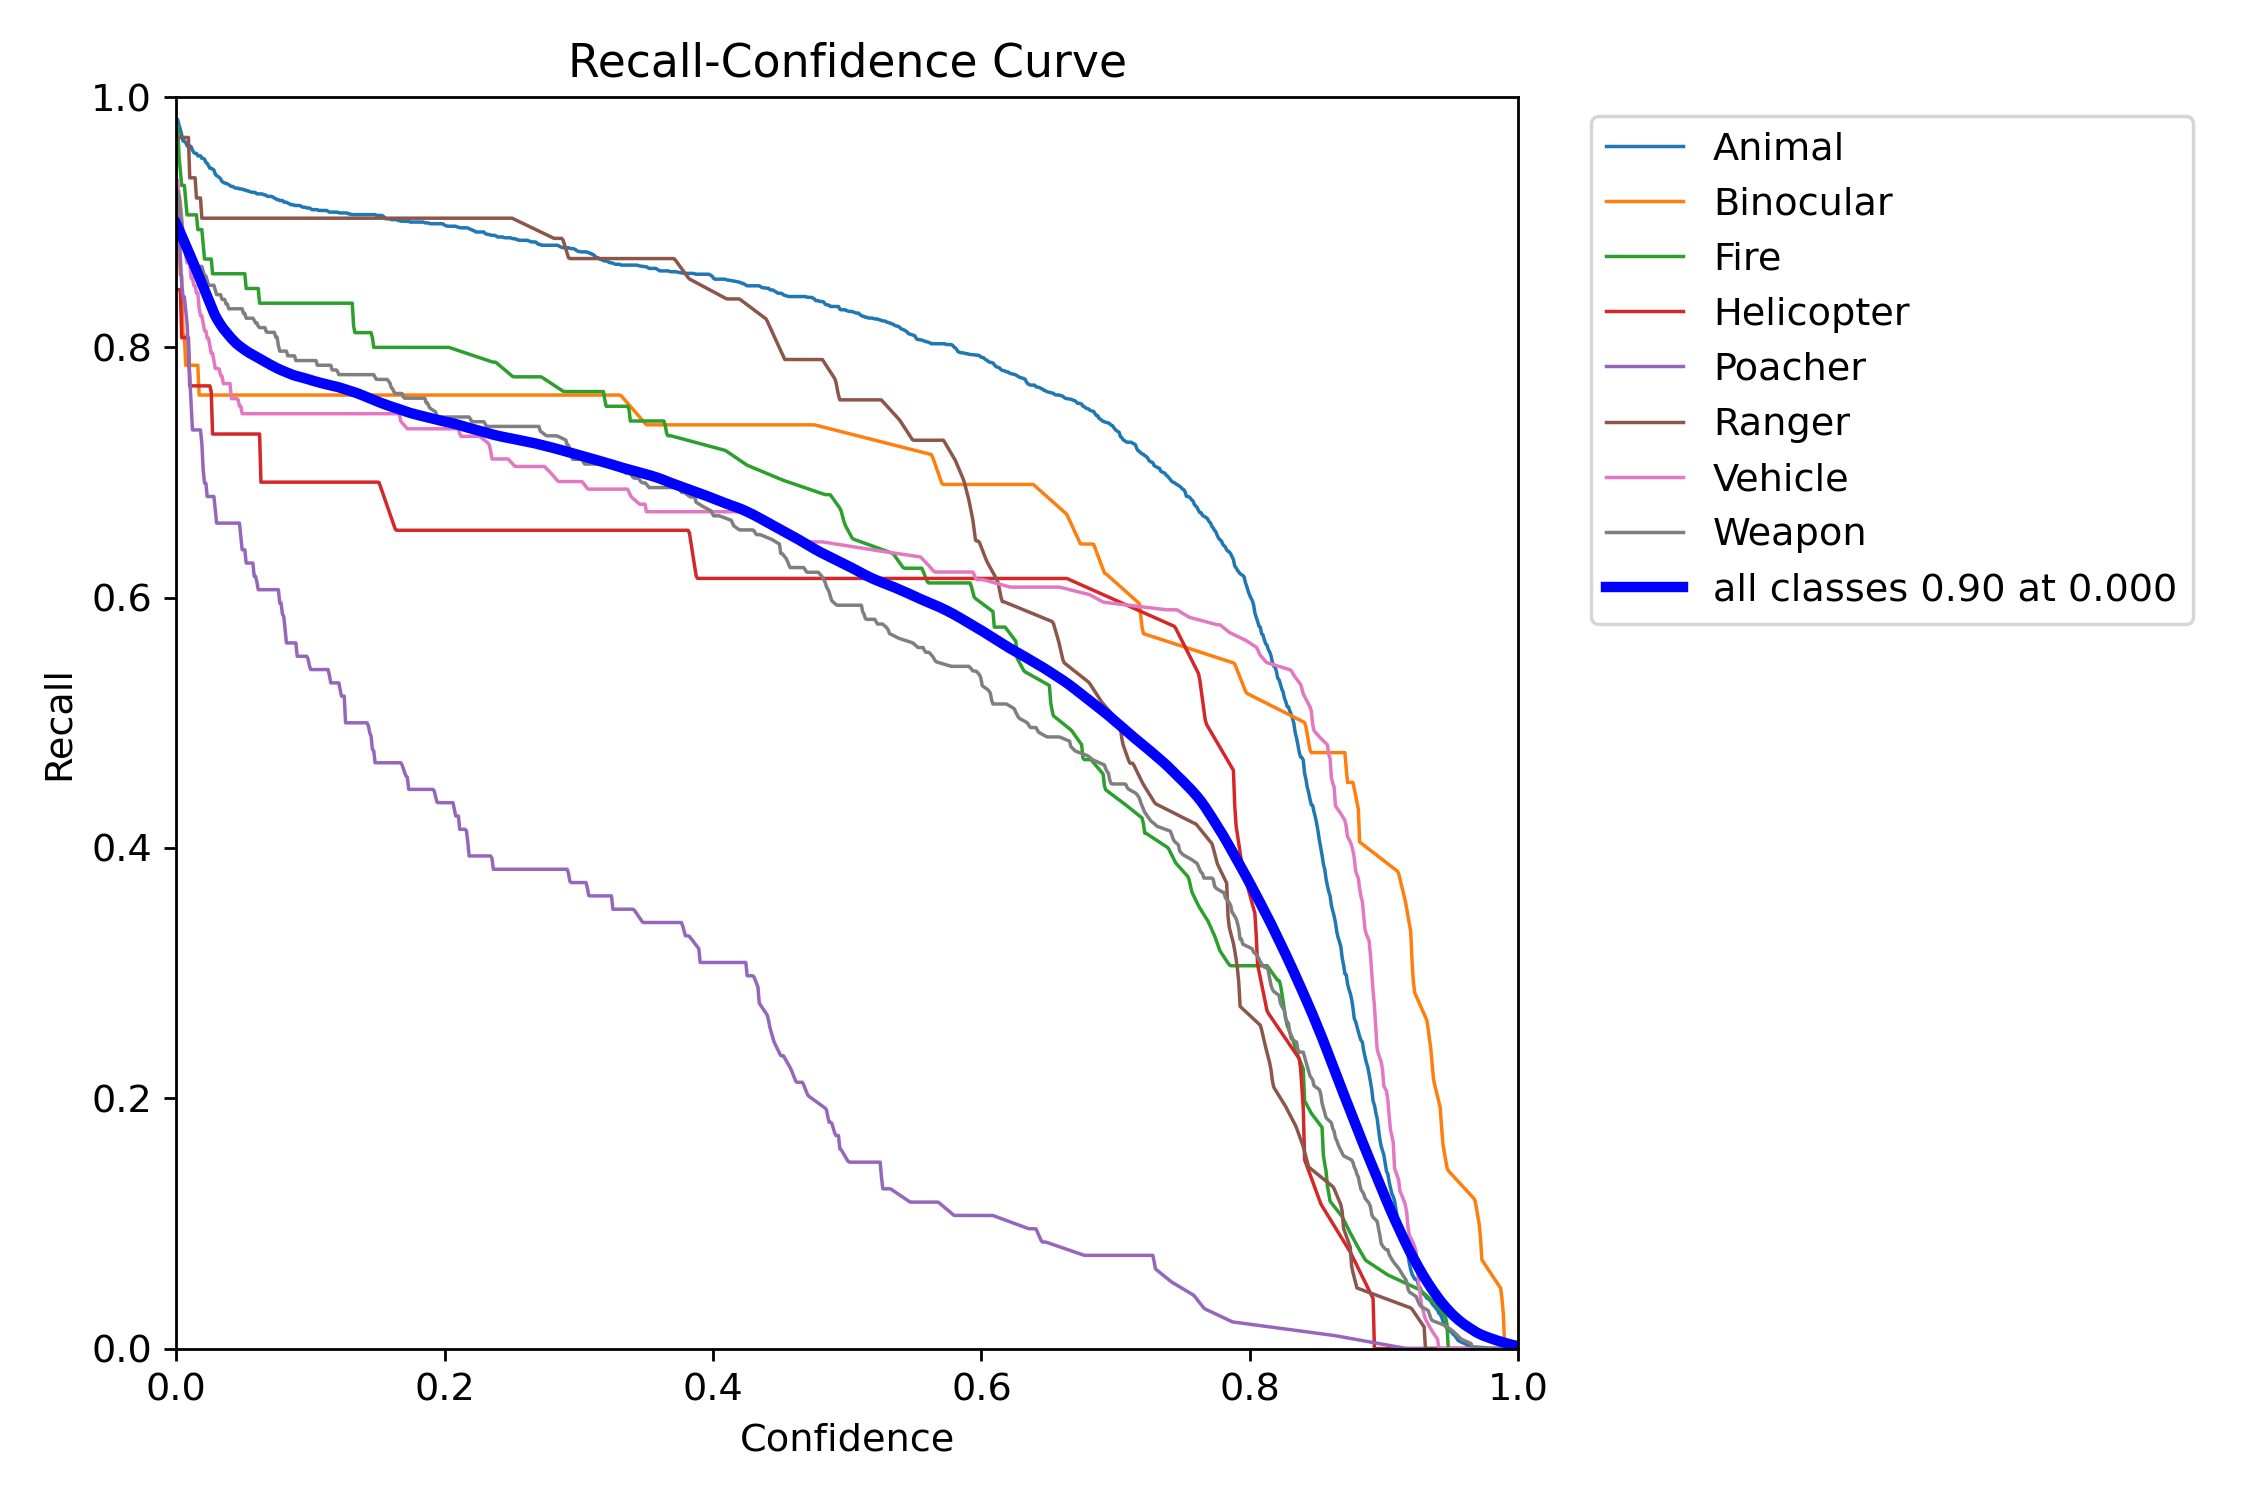 Recall-Confidence Curve
1.0
0.8
0.6
0.4
0.2
0.0
Recall
0.0 0.2 0.4 0.6 0.8 1.0
Confidence
Animal
Binocular
Fire
Helicopter
Poacher
Ranger
Vehicle
Weapon
all classes 0.90 at 0.000